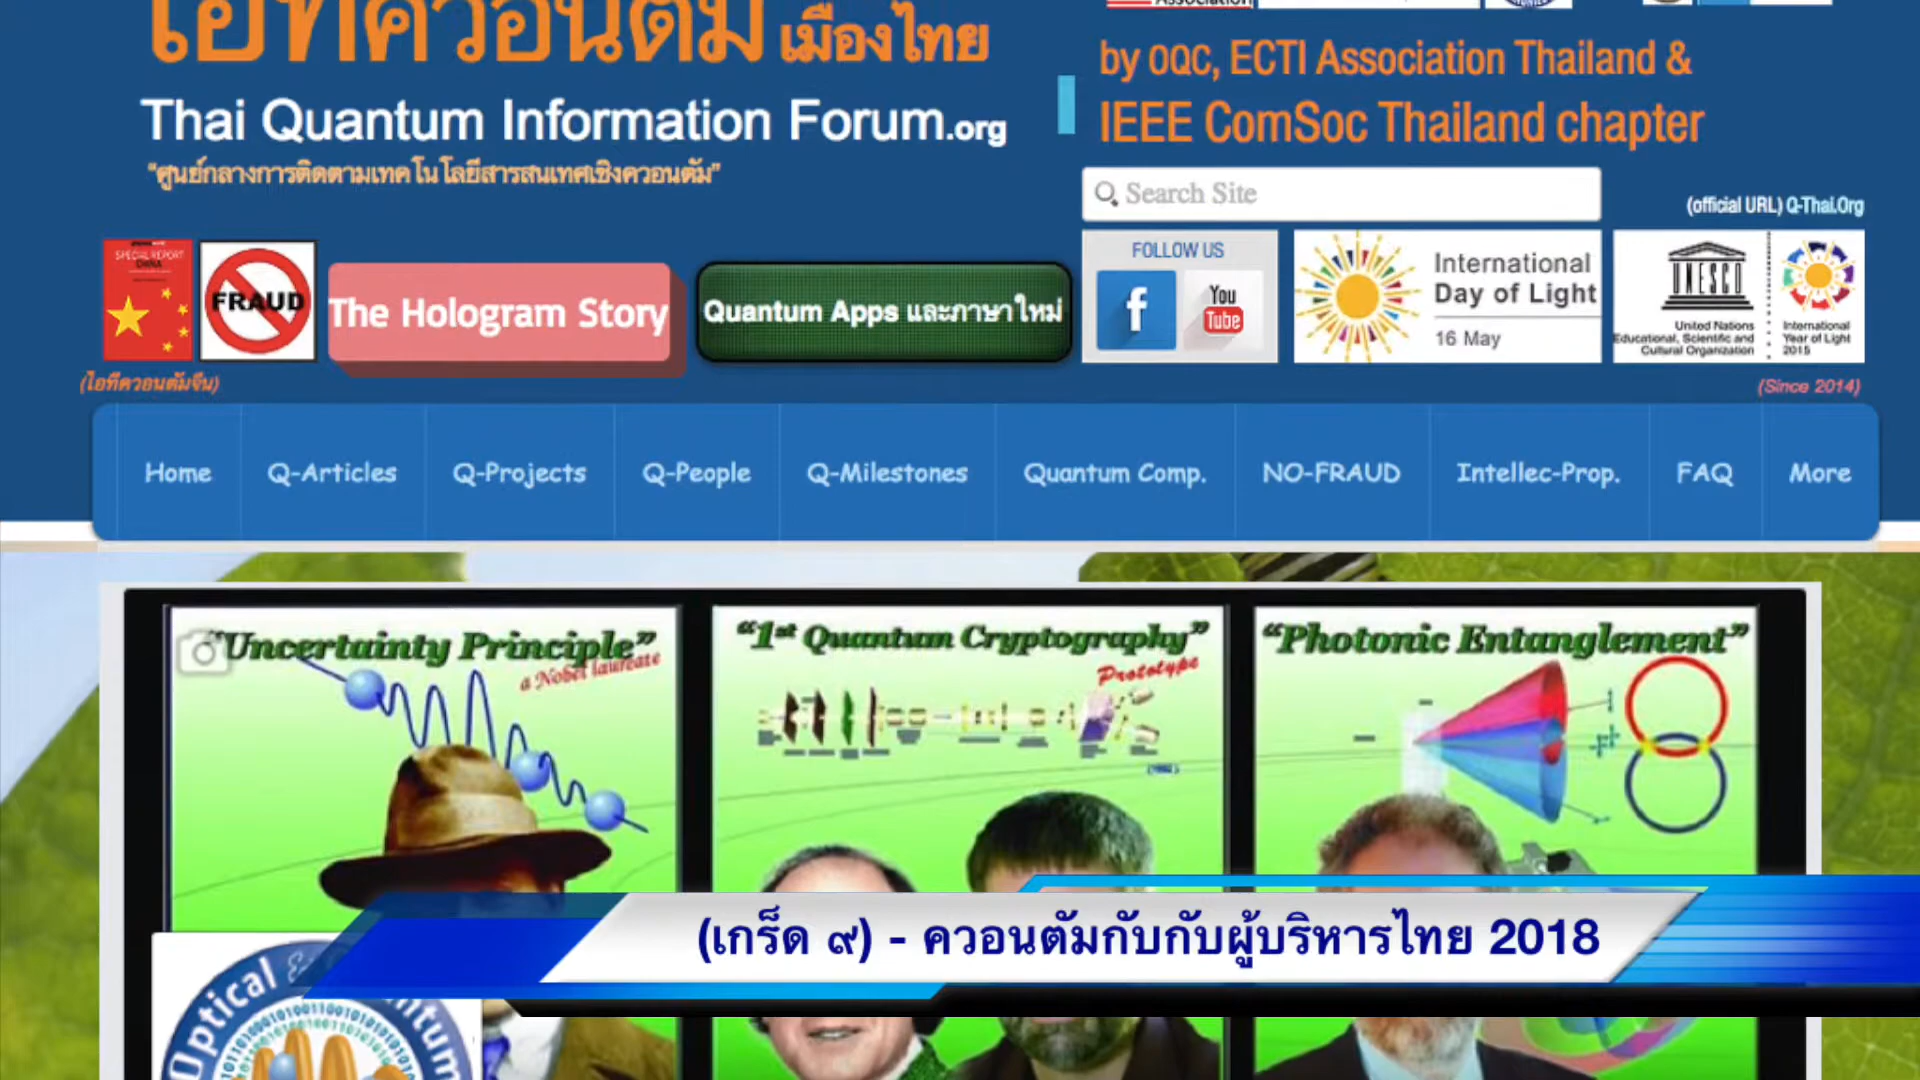 ไอทีควอนตัมเมืองไทย
Association
by OQC, ECTI Association Thailand &
Thai Quantum Information Forum.org
IEEE ComSoc Thailand chapter
“ศูนย์กลางการติดตามเทคโนโลยีสารสนเทศเชิงควอนตัม”
Search Site
(official URL) Q-Thai.Org
SPECIAL REPORT
CHINA
FRAUD
The Hologram Story
Quantum Apps และภาษาใหม่
FOLLOW US
f
You
Tube
International
Day of Light
16 May
UNESCO
United Nations
Educational, Scientific and
Cultural Organization
International
Year of Light
2015
(ไอทีควอนตัมจีน)
(Since 2014)
Home
Q-Articles
Q-Projects
Q-People
Q-Milestones
Quantum Comp.
NO-FRAUD
Intellec-Prop.
FAQ
More
“Uncertainty Principle”
a Nobel laureate
“1st Quantum Cryptography”
Prototype
“Photonic Entanglement”
(เกร็ด ๙) - ควอนตัมกับกับผู้บริหารไทย 2018
Optical